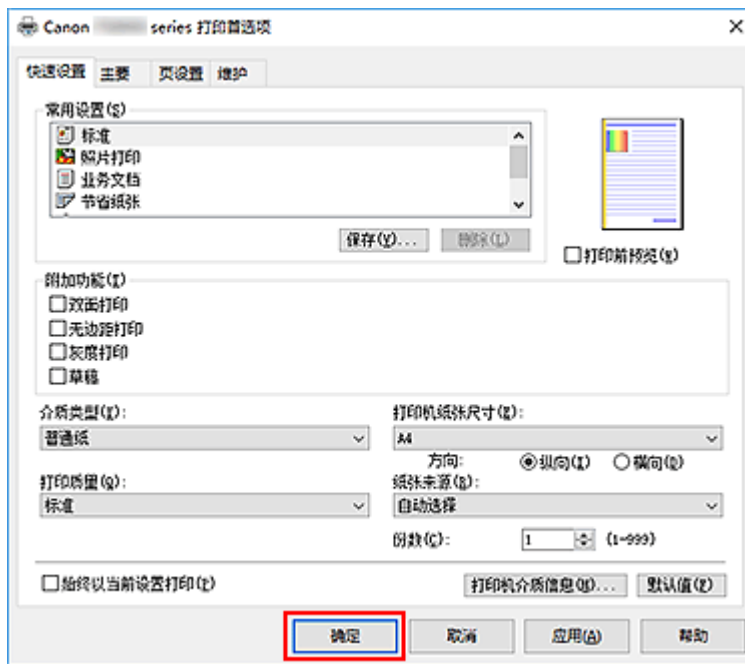 Canon series 打印首选项
快速设置 主要 页设置 维护
常用设置(S)
标准
照片打印
业务文档
节省纸张
保存(V)... 删除(L)
打印前预览(W)
附加功能(I)
双面打印
无边距打印
灰度打印
草稿
介质类型(X): 打印机纸张尺寸(Z):
普通纸 A4
方向: 纵向(I) 横向(D)
打印质量(Q): 纸张来源(R):
标准 自动选择
份数(C): 1 (1-999)
始终以当前设置打印(P)
打印机介质信息(M)... 默认值(F)
确定 取消 应用(A) 帮助